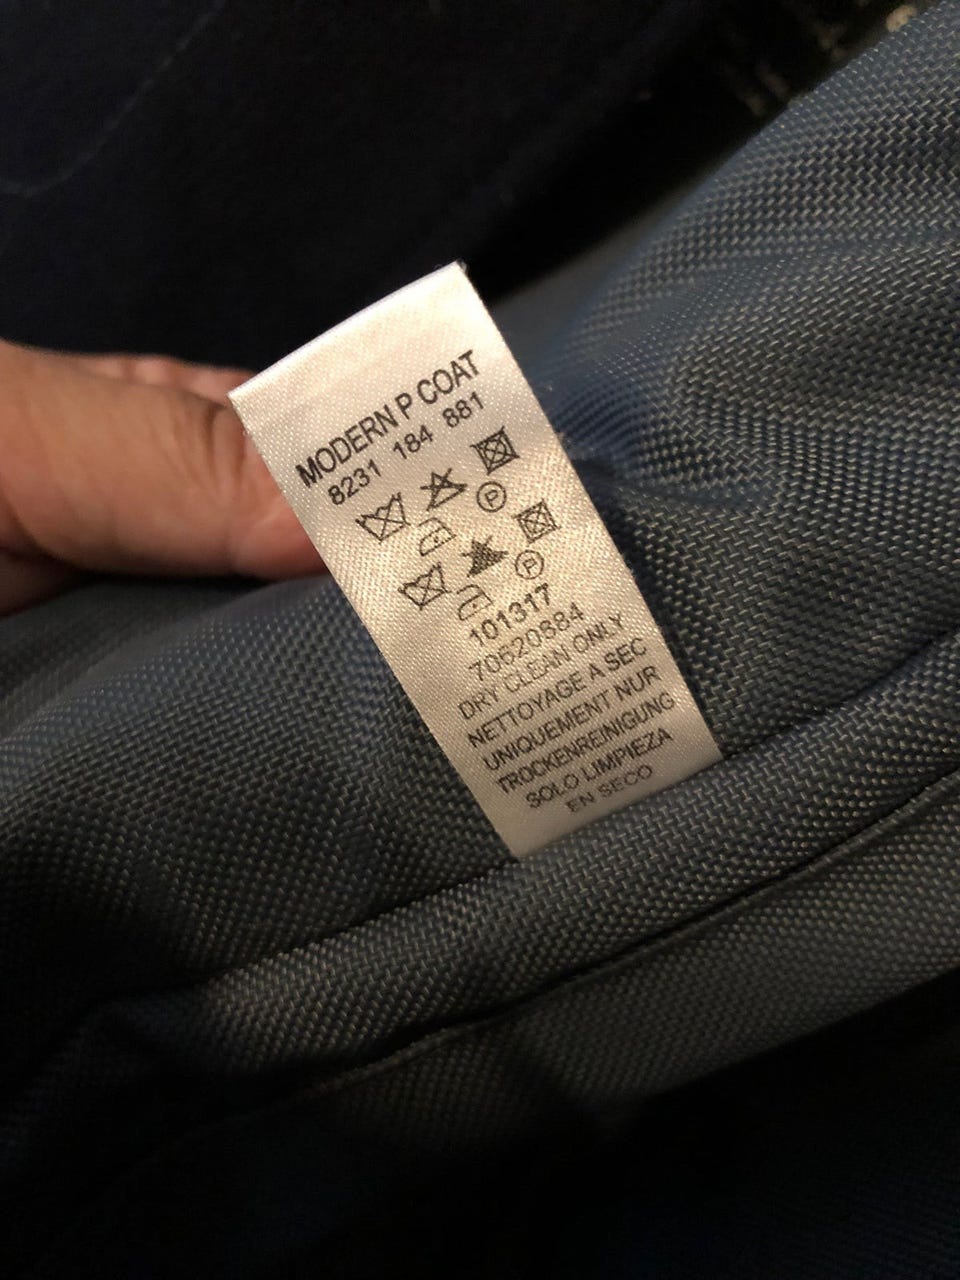 MODERN P COAT
8231 184 881
P
P
101317
70620884
DRY CLEAN ONLY
NETTOYAGE A SEC
UNIQUEMENT NUR
TROCKENREINIGUNG
SOLO LIMPIEZA
EN SECO